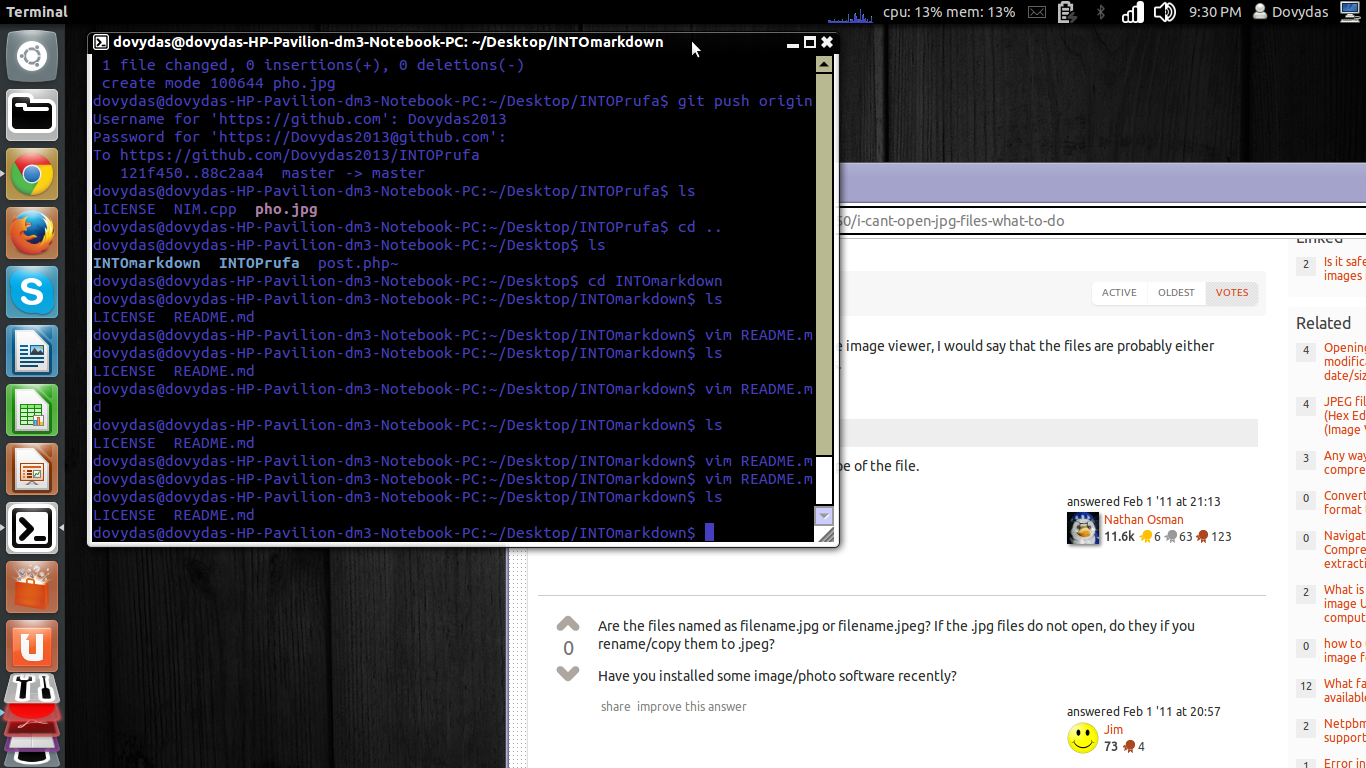 Terminal
cpu: 13% mem: 13%
9:30 PM
Dovydas
dovydas@dovydas-HP-Pavilion-dm3-Notebook-PC: ~/Desktop/INTOmarkdown
1 file changed, 0 insertions(+), 0 deletions(-)
create mode 100644 pho.jpg
dovydas@dovydas-HP-Pavilion-dm3-Notebook-PC:~/Desktop/INTOPrufa$ git push origin
Username for 'https://github.com': Dovydas2013
Password for 'https://Dovydas2013@github.com':
To https://github.com/Dovydas2013/INTOPrufa
121f450..88c2aa4  master -> master
dovydas@dovydas-HP-Pavilion-dm3-Notebook-PC:~/Desktop/INTOPrufa$ ls
LICENSE  NIM.cpp  pho.jpg
dovydas@dovydas-HP-Pavilion-dm3-Notebook-PC:~/Desktop/INTOPrufa$ cd ..
dovydas@dovydas-HP-Pavilion-dm3-Notebook-PC:~/Desktop$ ls
INTOmarkdown  INTOPrufa  post.php~
dovydas@dovydas-HP-Pavilion-dm3-Notebook-PC:~/Desktop$ cd INTOmarkdown
dovydas@dovydas-HP-Pavilion-dm3-Notebook-PC:~/Desktop/INTOmarkdown$ ls
LICENSE  README.md
dovydas@dovydas-HP-Pavilion-dm3-Notebook-PC:~/Desktop/INTOmarkdown$ vim README.m
dovydas@dovydas-HP-Pavilion-dm3-Notebook-PC:~/Desktop/INTOmarkdown$ ls
LICENSE  README.md
dovydas@dovydas-HP-Pavilion-dm3-Notebook-PC:~/Desktop/INTOmarkdown$ vim README.m
d
dovydas@dovydas-HP-Pavilion-dm3-Notebook-PC:~/Desktop/INTOmarkdown$ ls
LICENSE  README.md
dovydas@dovydas-HP-Pavilion-dm3-Notebook-PC:~/Desktop/INTOmarkdown$ vim README.m
dovydas@dovydas-HP-Pavilion-dm3-Notebook-PC:~/Desktop/INTOmarkdown$ vim README.m
dovydas@dovydas-HP-Pavilion-dm3-Notebook-PC:~/Desktop/INTOmarkdown$ ls
LICENSE  README.md
dovydas@dovydas-HP-Pavilion-dm3-Notebook-PC:~/Desktop/INTOmarkdown$
0/i-cant-open-jpg-files-what-to-do
ACTIVE OLDEST VOTES
image viewer, I would say that the files are probably either
of the file.
answered Feb 1 '11 at 21:13
Nathan Osman
11.6k 6 63 123
0
Are the files named as filename.jpg or filename.jpeg? If the .jpg files do not open, do they if you
rename/copy them to .jpeg?
Have you installed some image/photo software recently?
share improve this answer
answered Feb 1 '11 at 20:57
Jim
73 4
Linked
2 Is it safe
images
Related
4 Opening
modific
date/siz
4 JPEG fil
(Hex Ed
(Image V
3 Any way
compre
0 Convert
format
0 Navigat
Compre
extracti
2 What is
image U
comput
0 how to
image fo
12 What fa
available
2 Netpbm
support
1 Error in